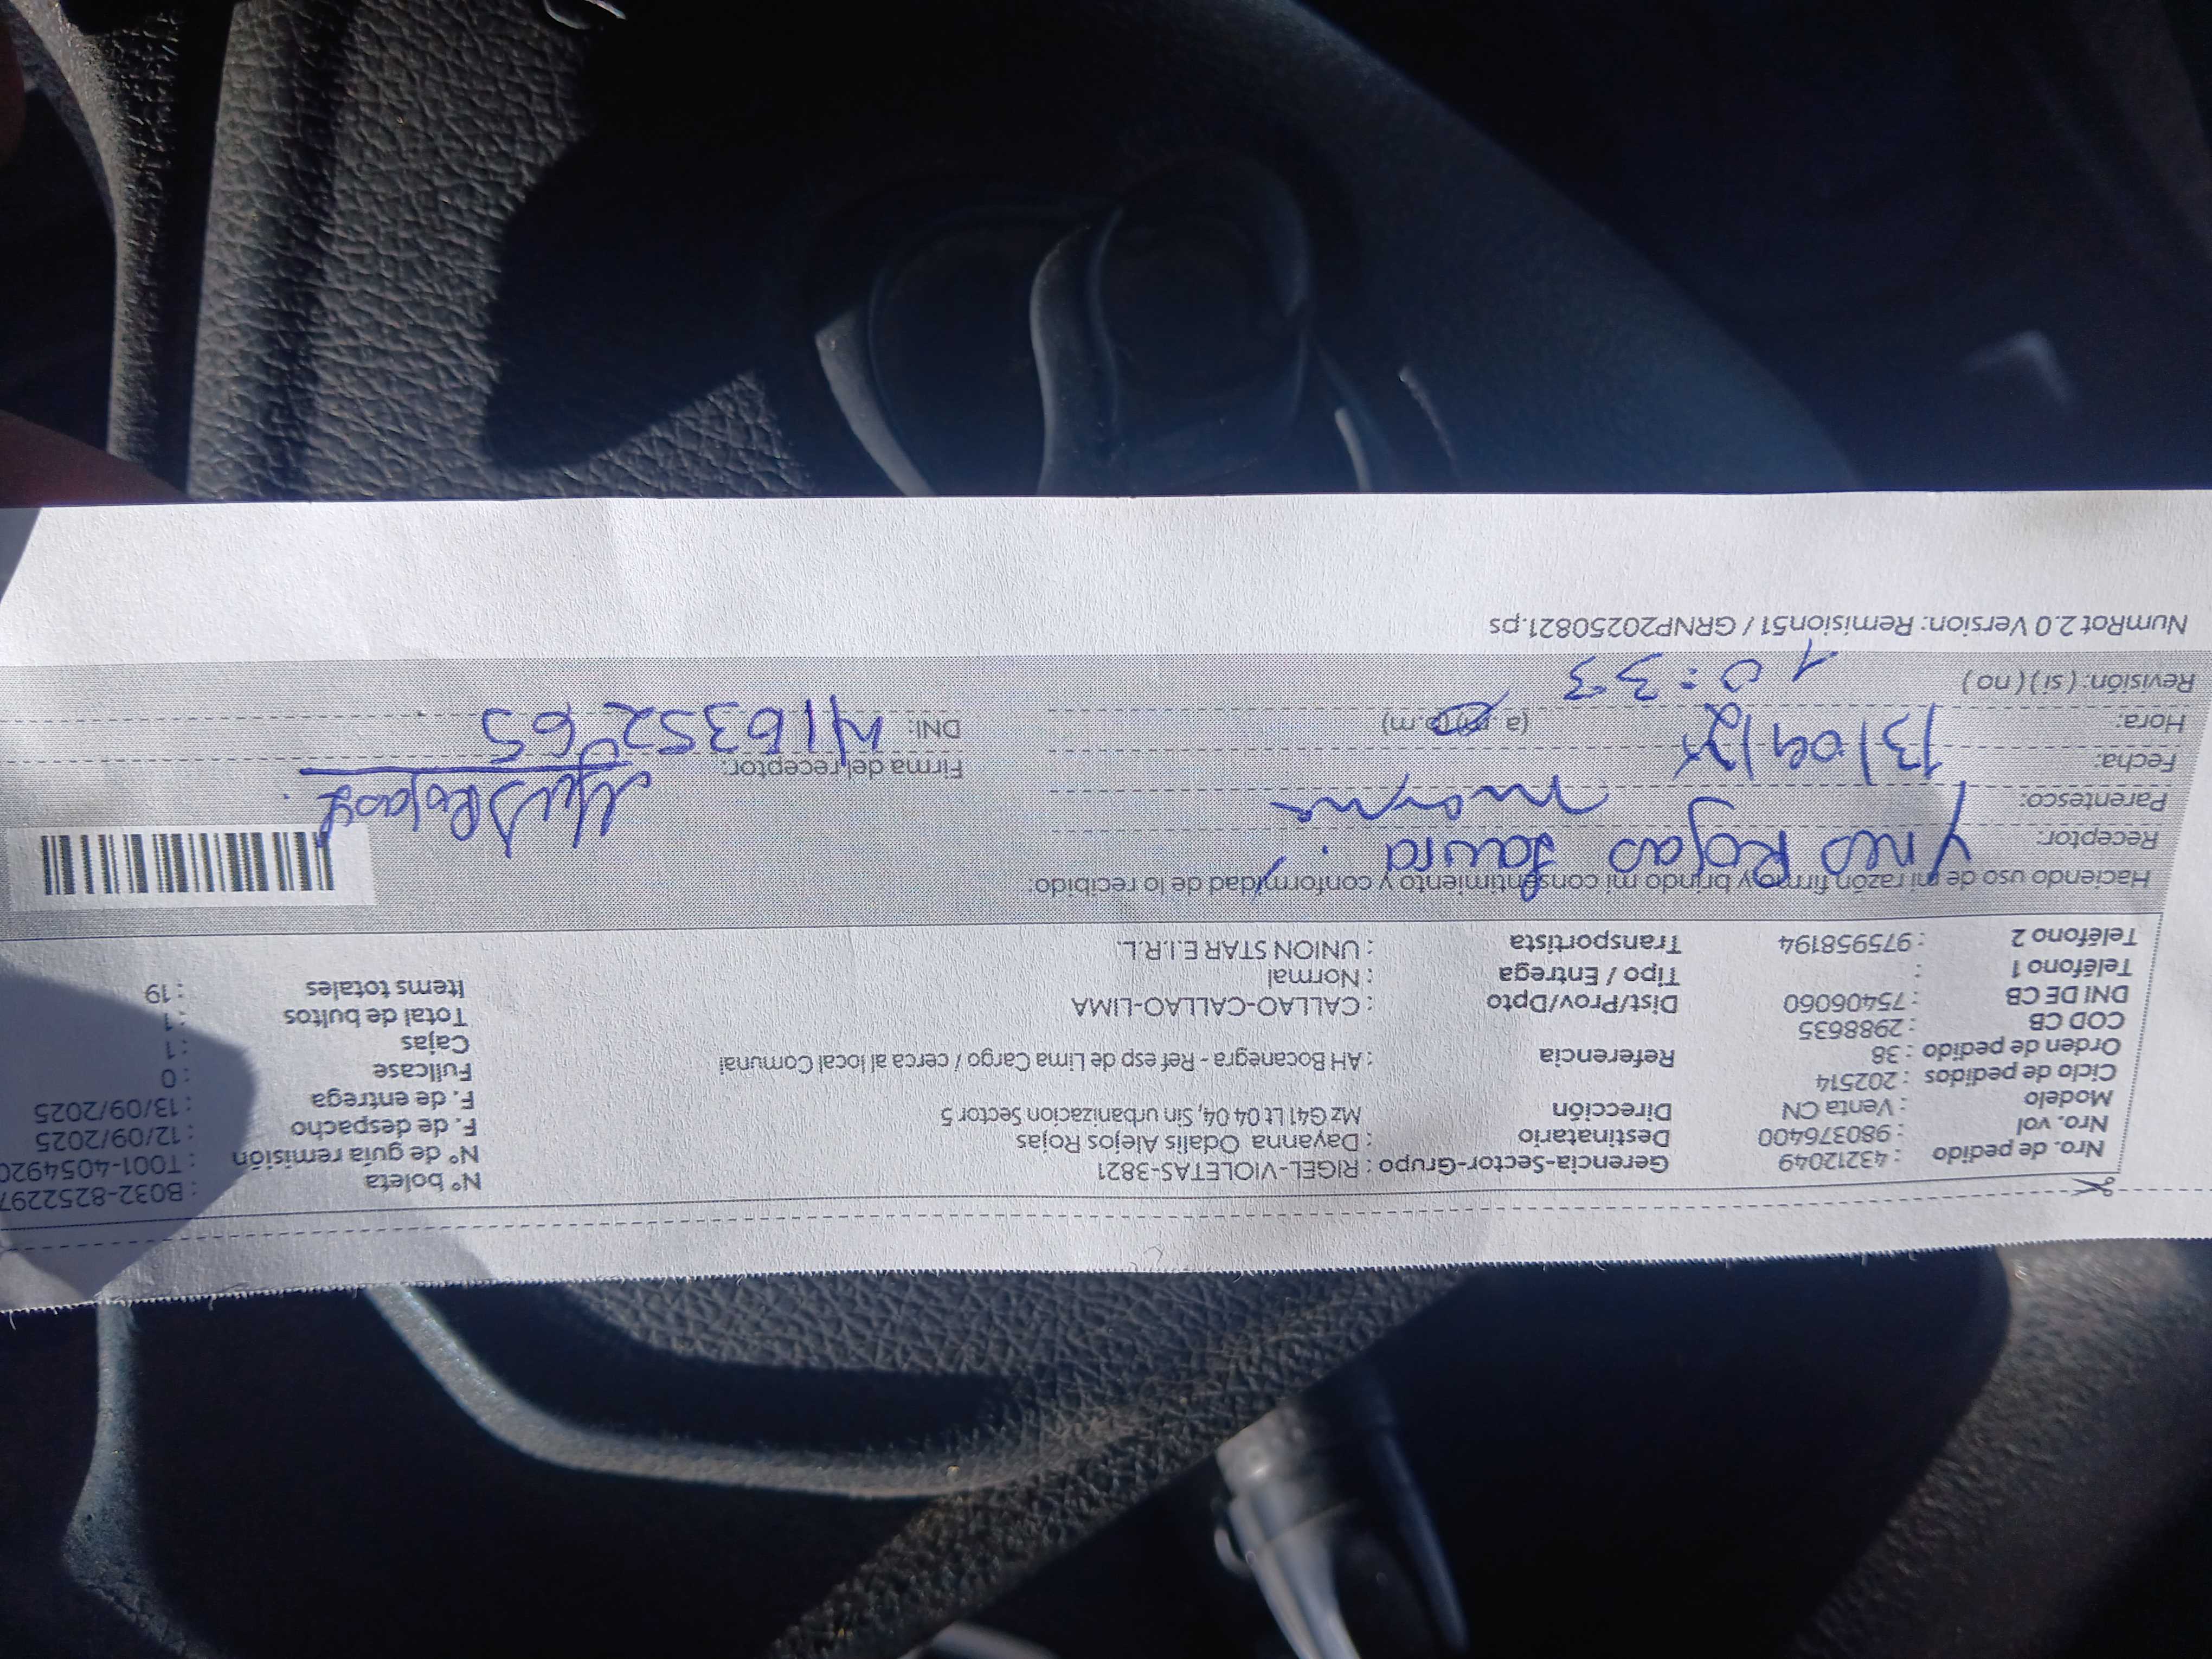 Nro. de pedido : 43212049 Gerencia-Sector-Grupo : RIGEL-VIOLETAS-3821 N° boleta : B032-8252297
Nro. vol : 980376400 Destinatario : Dayanna Odalis Alejos Rojas N° de guía remisión : T001-4054920
Modelo : Venta CN Dirección Mz G41 Lt 04 04, Sin urbanizacion Sector 5 F. de despacho : 12/09/2025
Ciclo de pedidos : 202514 F. de entrega : 13/09/2025
Orden de pedido : 38 Referencia : AH Bocanegra - Ref esp de Lima Cargo / cerca al local Comunal Fullcase : 0
COD CB : 2988635 Cajas : 1
DNI DE CB : 75406060 Dist/Prov/Dpto : CALLAO-CALLAO-LIMA Total de bultos : 1
Teléfono 1 : Tipo / Entrega : Normal Items totales : 19
Teléfono 2 : 975958194 Transportista : UNION STAR E.I.R.L.
Haciendo uso de mi razón firmo y brindo mi consentimiento y conformidad de lo recibido:
Receptor: Ynes Rojas Laura
Parentesco:
Fecha: 13/09/25 Firma del receptor:
Hora: (a.m) (p.m) DNI: 41635265
Revisión: ( si ) ( no ) 10:33
NumRot 2.0 Version: Remision51 / GRNP20250821.ps